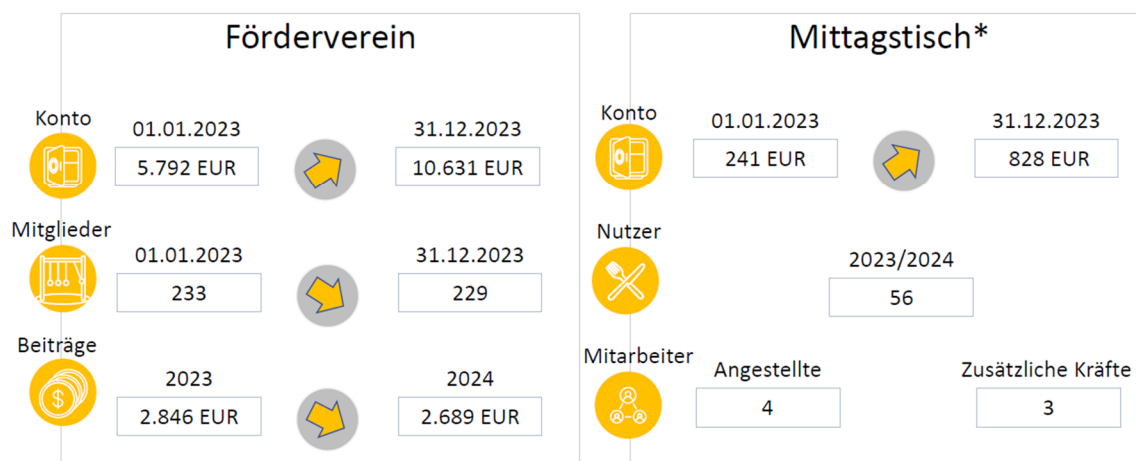 Förderverein
Konto
01.01.2023
31.12.2023
5.792 EUR
10.631 EUR
Mitglieder
01.01.2023
31.12.2023
233
229
Beiträge
2023
2024
$
2.846 EUR
2.689 EUR
Mittagstisch*
Konto
01.01.2023
31.12.2023
241 EUR
828 EUR
Nutzer
2023/2024
56
Mitarbeiter
Angestellte
Zusätzliche Kräfte
4
3